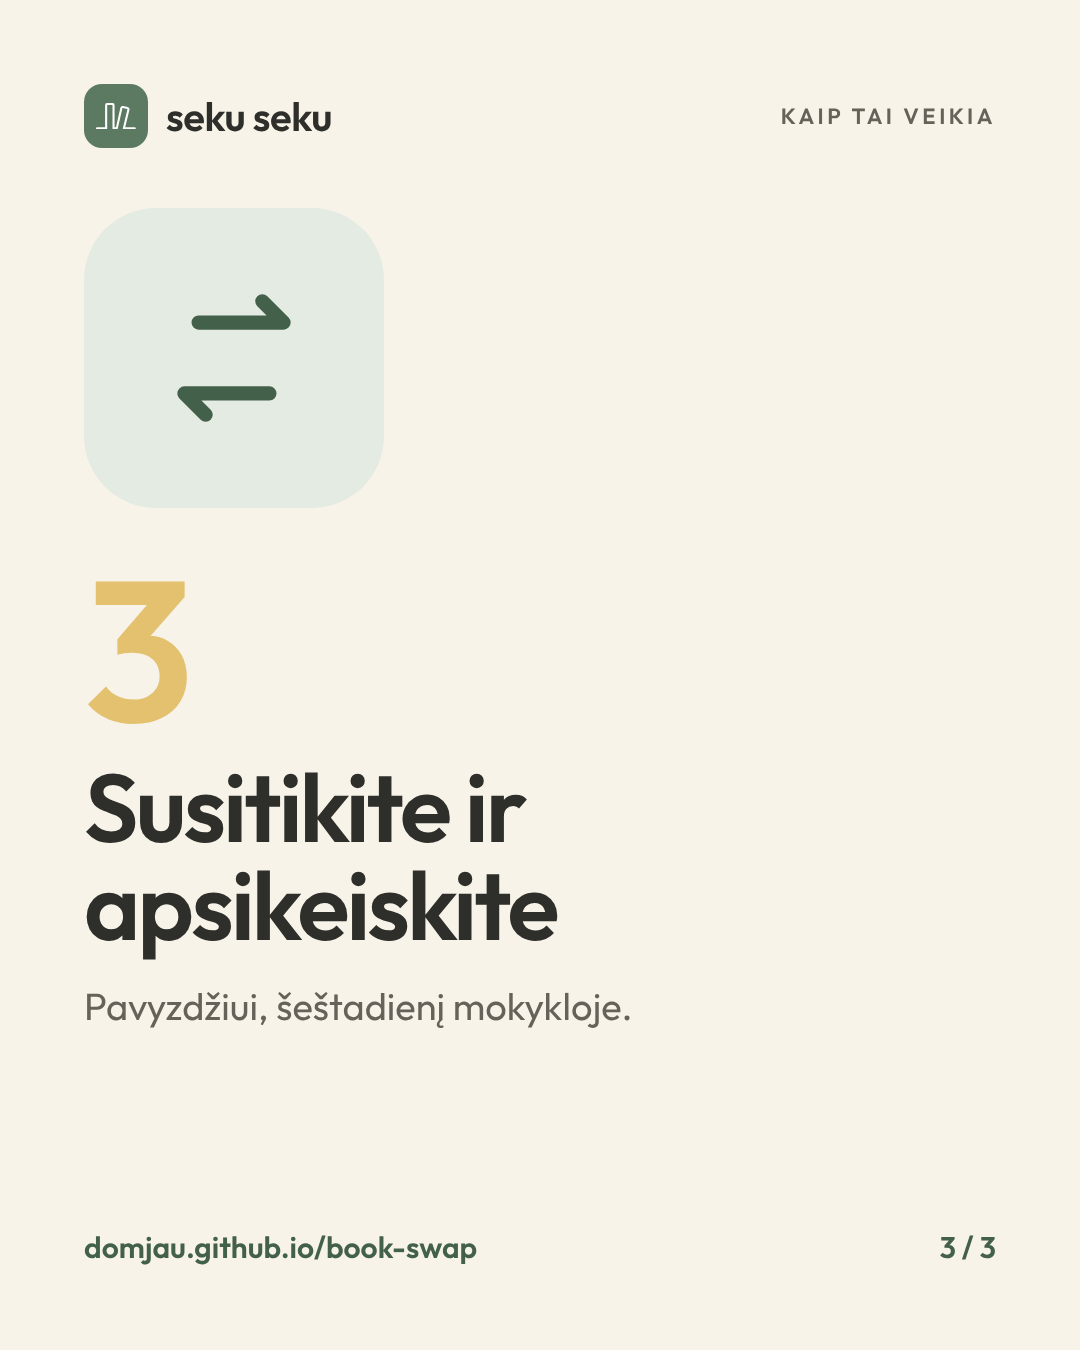 seku seku
KAIP TAI VEIKIA
3
Susitikite ir
apsikeiskite
Pavyzdžiui, šeštadienį mokykloje.
domjau.github.io/book-swap
3 / 3